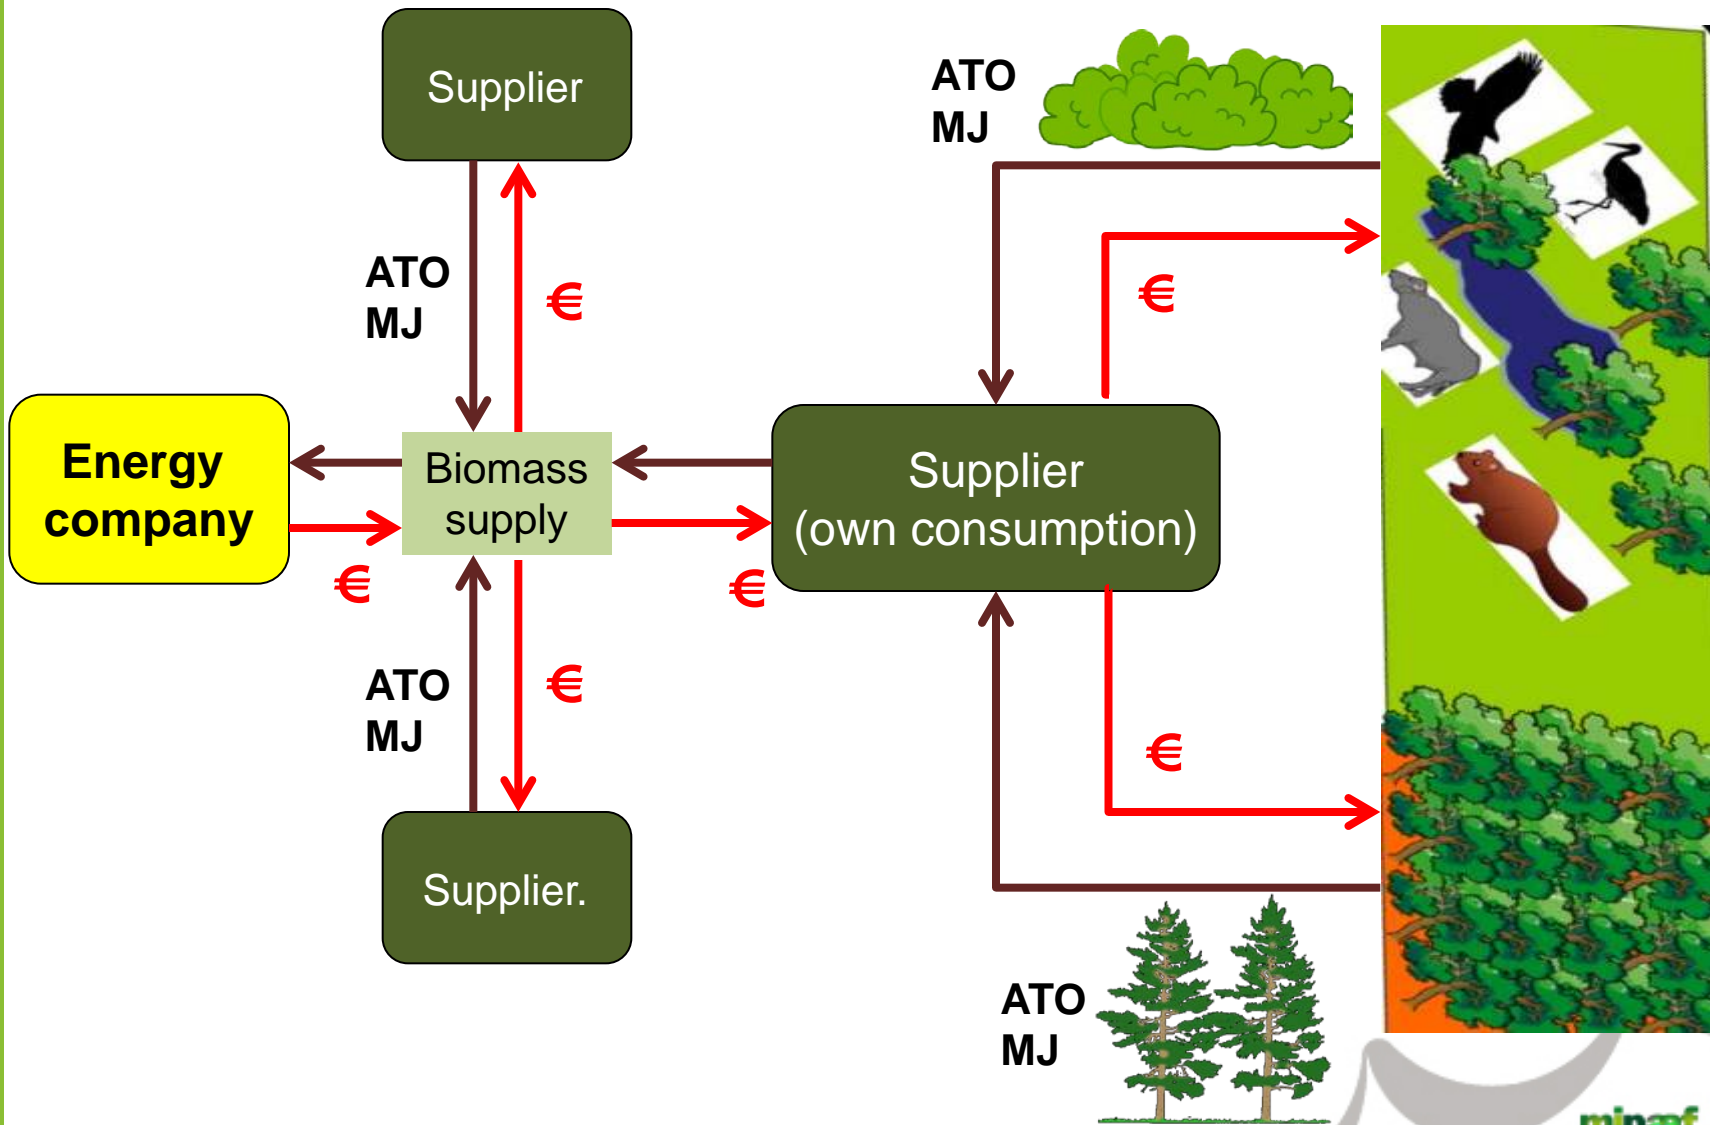 Supplier
ATO
MJ
ATO
MJ
€
€
Energy
company
Biomass
supply
Supplier
(own consumption)
€
€
ATO
MJ
€
€
Supplier.
ATO
MJ